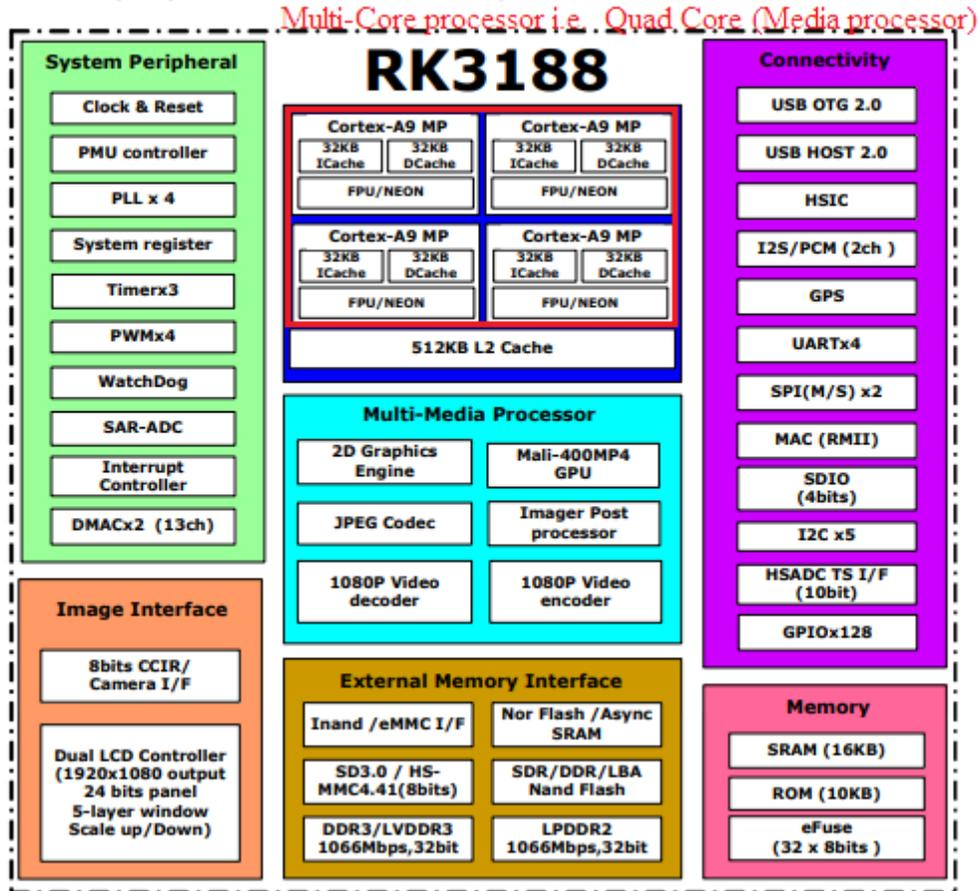 Multi-Core processor i.e. Quad Core (Media processor)
RK3188
System Peripheral
Clock & Reset
PMU controller
PLL x 4
System register
Timerx3
PWMx4
WatchDog
SAR-ADC
Interrupt
Controller
DMACx2 (13ch)
Image Interface
8bits CCIR/
Camera I/F
Dual LCD Controller
(1920x1080 output
24 bits panel
5-layer window
Scale up/Down)
Cortex-A9 MP
32KB
ICache
32KB
DCache
FPU/NEON
Cortex-A9 MP
32KB
ICache
32KB
DCache
FPU/NEON
Cortex-A9 MP
32KB
ICache
32KB
DCache
FPU/NEON
Cortex-A9 MP
32KB
ICache
32KB
DCache
FPU/NEON
512KB L2 Cache
Multi-Media Processor
2D Graphics
Engine
Mali-400MP4
GPU
JPEG Codec
Imager Post
processor
1080P Video
decoder
1080P Video
encoder
External Memory Interface
Inand /eMMC I/F
Nor Flash /Async
SRAM
SD3.0 / HS-
MMC4.41(8bits)
SDR/DDR/LBA
Nand Flash
DDR3/LVDDR3
1066Mbps,32bit
LPDDR2
1066Mbps,32bit
Connectivity
USB OTG 2.0
USB HOST 2.0
HSIC
I2S/PCM (2ch )
GPS
UARTx4
SPI(M/S) x2
MAC (RMII)
SDIO
(4bits)
I2C x5
HSADC TS I/F
(10bit)
GPIOx128
Memory
SRAM (16KB)
ROM (10KB)
eFuse
(32 x 8bits )